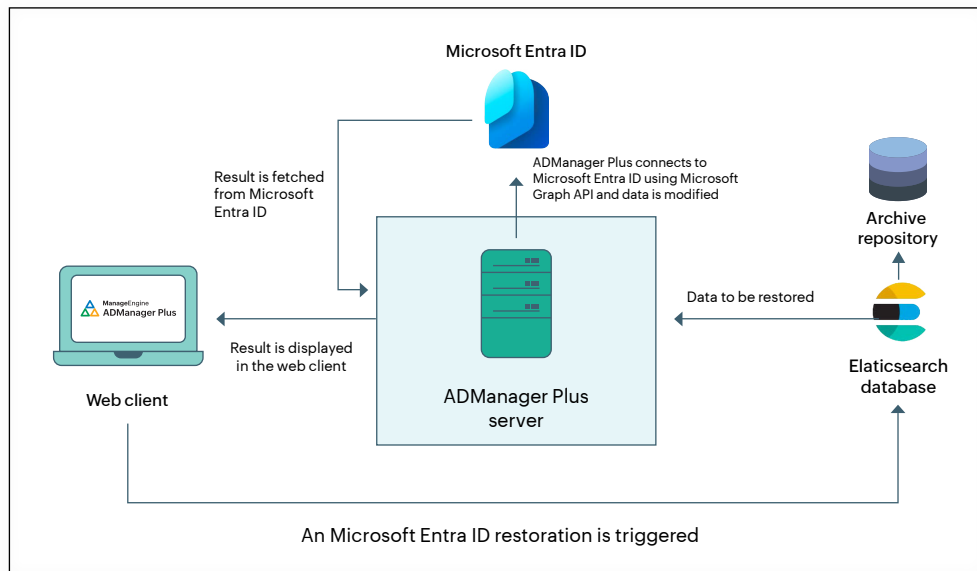 Microsoft Entra ID
ADManager Plus connects to
Microsoft Entra ID using Microsoft
Graph API and data is modified
Result is fetched
from Microsoft
Entra ID
Archive
repository
ManageEngine
ADManager Plus
Data to be restored
Result is displayed
in the web client
Elaticsearch
database
Web client
ADManager Plus
server
An Microsoft Entra ID restoration is triggered